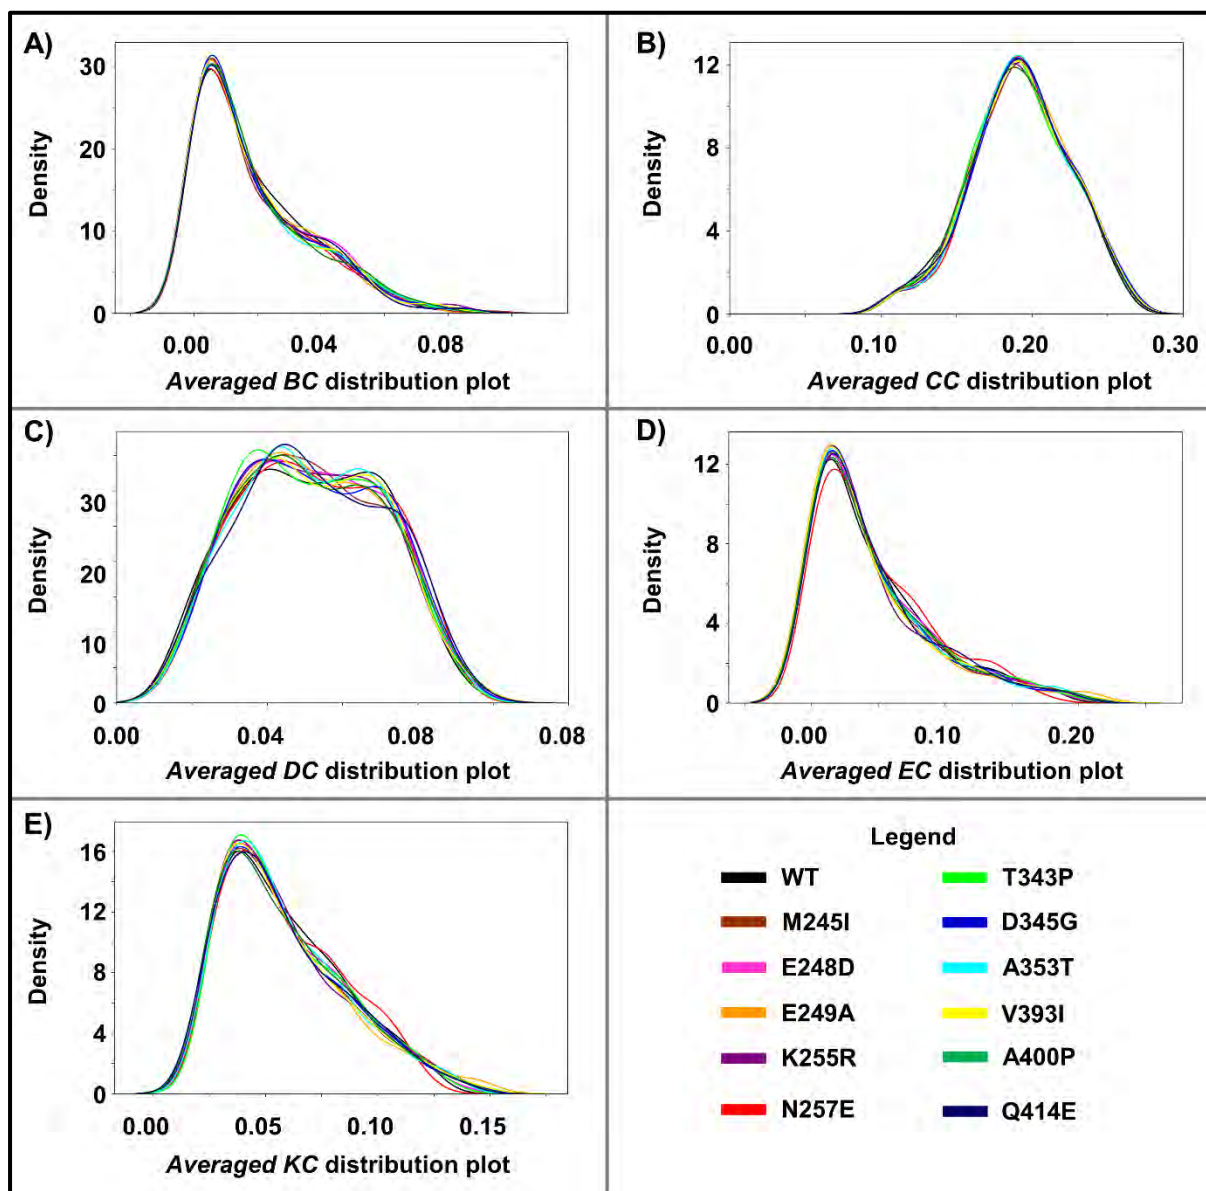 A)
30
20
10
0
Density
0.00 0.04 0.08
Averaged BC distribution plot
B)
12
8
4
0
Density
0.00 0.10 0.20 0.30
Averaged CC distribution plot
C)
30
20
10
0
Density
0.00 0.04 0.08 0.08
Averaged DC distribution plot
D)
12
8
4
0
Density
0.00 0.10 0.20
Averaged EC distribution plot
E)
16
12
8
4
0
Density
0.00 0.05 0.10 0.15
Averaged KC distribution plot
Legend
WT
M245I
E248D
E249A
K255R
N257E
T343P
D345G
A353T
V393I
A400P
Q414E